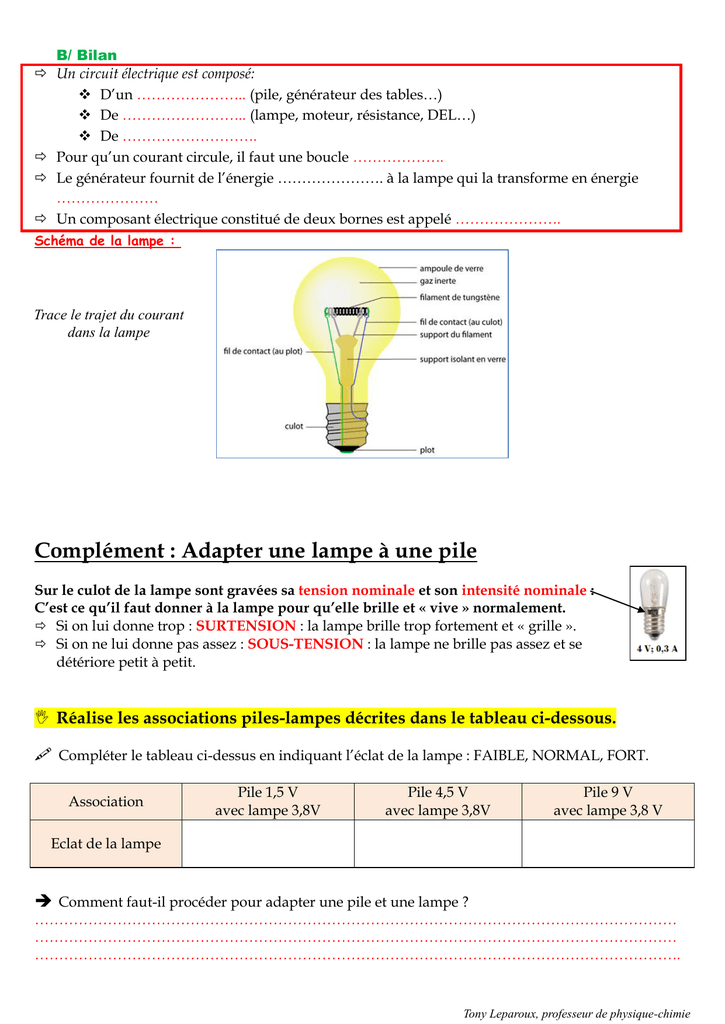 B/ Bilan
➩ Un circuit électrique est composé:
❖ D’un ………………….. (pile, générateur des tables…)
❖ De …………………….. (lampe, moteur, résistance, DEL…)
❖ De ……………………….
➩ Pour qu’un courant circule, il faut une boucle ……………….
➩ Le générateur fournit de l’énergie …………………. à la lampe qui la transforme en énergie
…………………
➩ Un composant électrique constitué de deux bornes est appelé ………………….
Schéma de la lampe :
ampoule de verre
gaz inerte
filament de tungstène
Trace le trajet du courant
dans la lampe
fil de contact (au culot)
support du filament
fil de contact (au plot)
support isolant en verre
culot
plot
Complément : Adapter une lampe à une pile
Sur le culot de la lampe sont gravées sa tension nominale et son intensité nominale :
C’est ce qu’il faut donner à la lampe pour qu’elle brille et « vive » normalement.
➩ Si on lui donne trop : SURTENSION : la lampe brille trop fortement et « grille ».
➩ Si on ne lui donne pas assez : SOUS-TENSION : la lampe ne brille pas assez et se
détériore petit à petit.
4 V; 0,3 A
Réalise les associations piles-lampes décrites dans le tableau ci-dessous.
Compléter le tableau ci-dessus en indiquant l’éclat de la lampe : FAIBLE, NORMAL, FORT.
Association
Pile 1,5 V
avec lampe 3,8V
Pile 4,5 V
avec lampe 3,8V
Pile 9 V
avec lampe 3,8 V
Eclat de la lampe
➔ Comment faut-il procéder pour adapter une pile et une lampe ?
……………………………………………………………………………………………………………………
……………………………………………………………………………………………………………………
…………………………………………………………………………………………………………………….
Tony Leparoux, professeur de physique-chimie